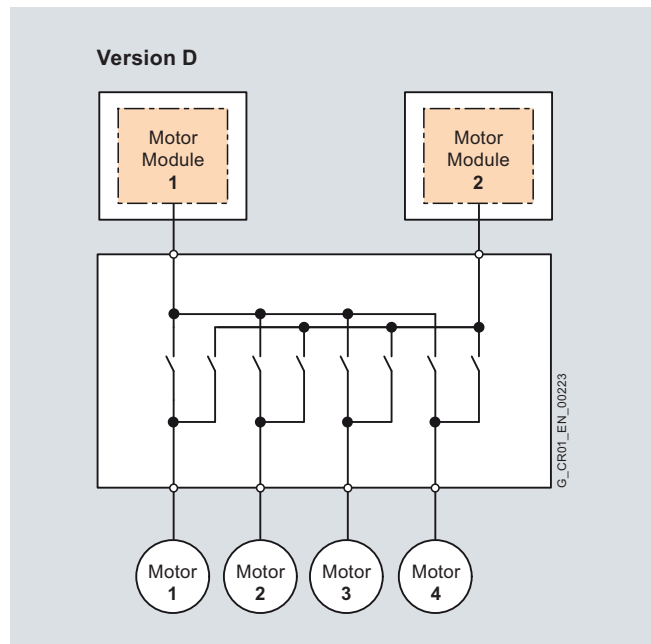 Version D
Motor
Module
1
Motor
Module
2
G_CR01_EN_00223
Motor
1
Motor
2
Motor
3
Motor
4